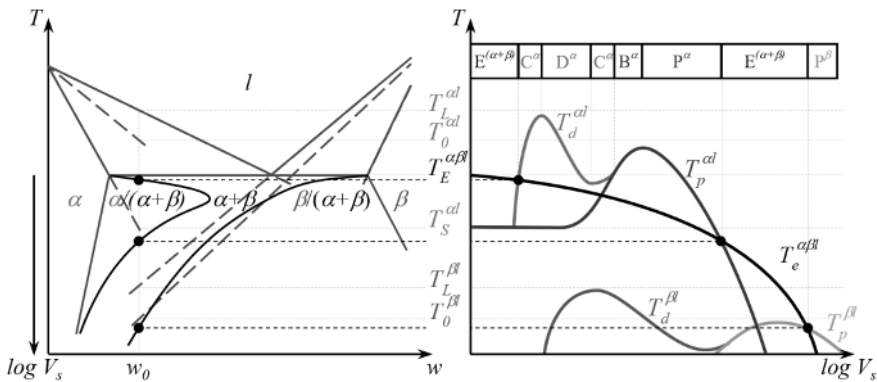 T
l
T_L^{αl}
T_0^{αl}
T_E^{αβl}
α
α/(α+β)
α+β
β/(α+β)
β
T_S^{αl}
T_L^{βl}
T_0^{βl}
log V_s
w_0
w
T
E^{(α+β)}
C^α
D^α
C^α
B^α
P^α
E^{(α+β)}
P^β
T_d^{αl}
T_p^{αl}
T_e^{αβl}
T_d^{βl}
T_p^{βl}
log V_s